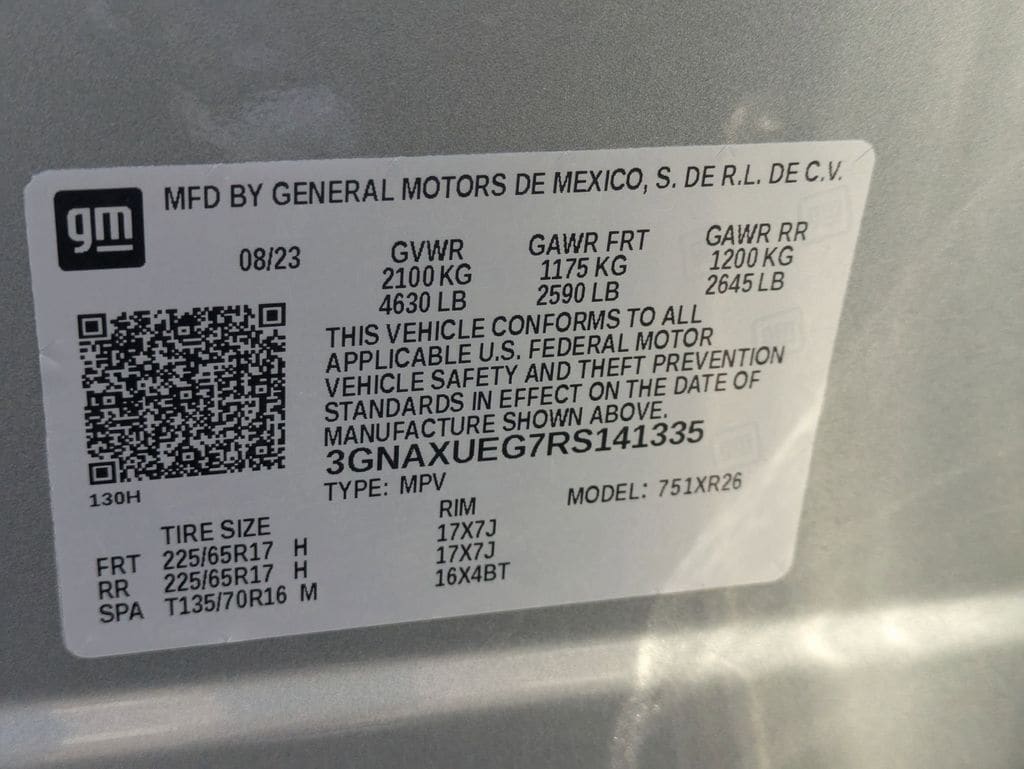 gm
MFD BY GENERAL MOTORS DE MEXICO, S. DE R.L. DE C.V.
08/23 GVWR GAWR FRT GAWR RR
2100 KG 1175 KG 1200 KG
4630 LB 2590 LB 2645 LB
THIS VEHICLE CONFORMS TO ALL
APPLICABLE U.S. FEDERAL MOTOR
VEHICLE SAFETY AND THEFT PREVENTION
STANDARDS IN EFFECT ON THE DATE OF
MANUFACTURE SHOWN ABOVE.
3GNAXUEG7RS141335
130H
TYPE: MPV MODEL: 751XR26
TIRE SIZE RIM
FRT 225/65R17 H 17X7J
RR 225/65R17 H 17X7J
SPA T135/70R16 M 16X4BT